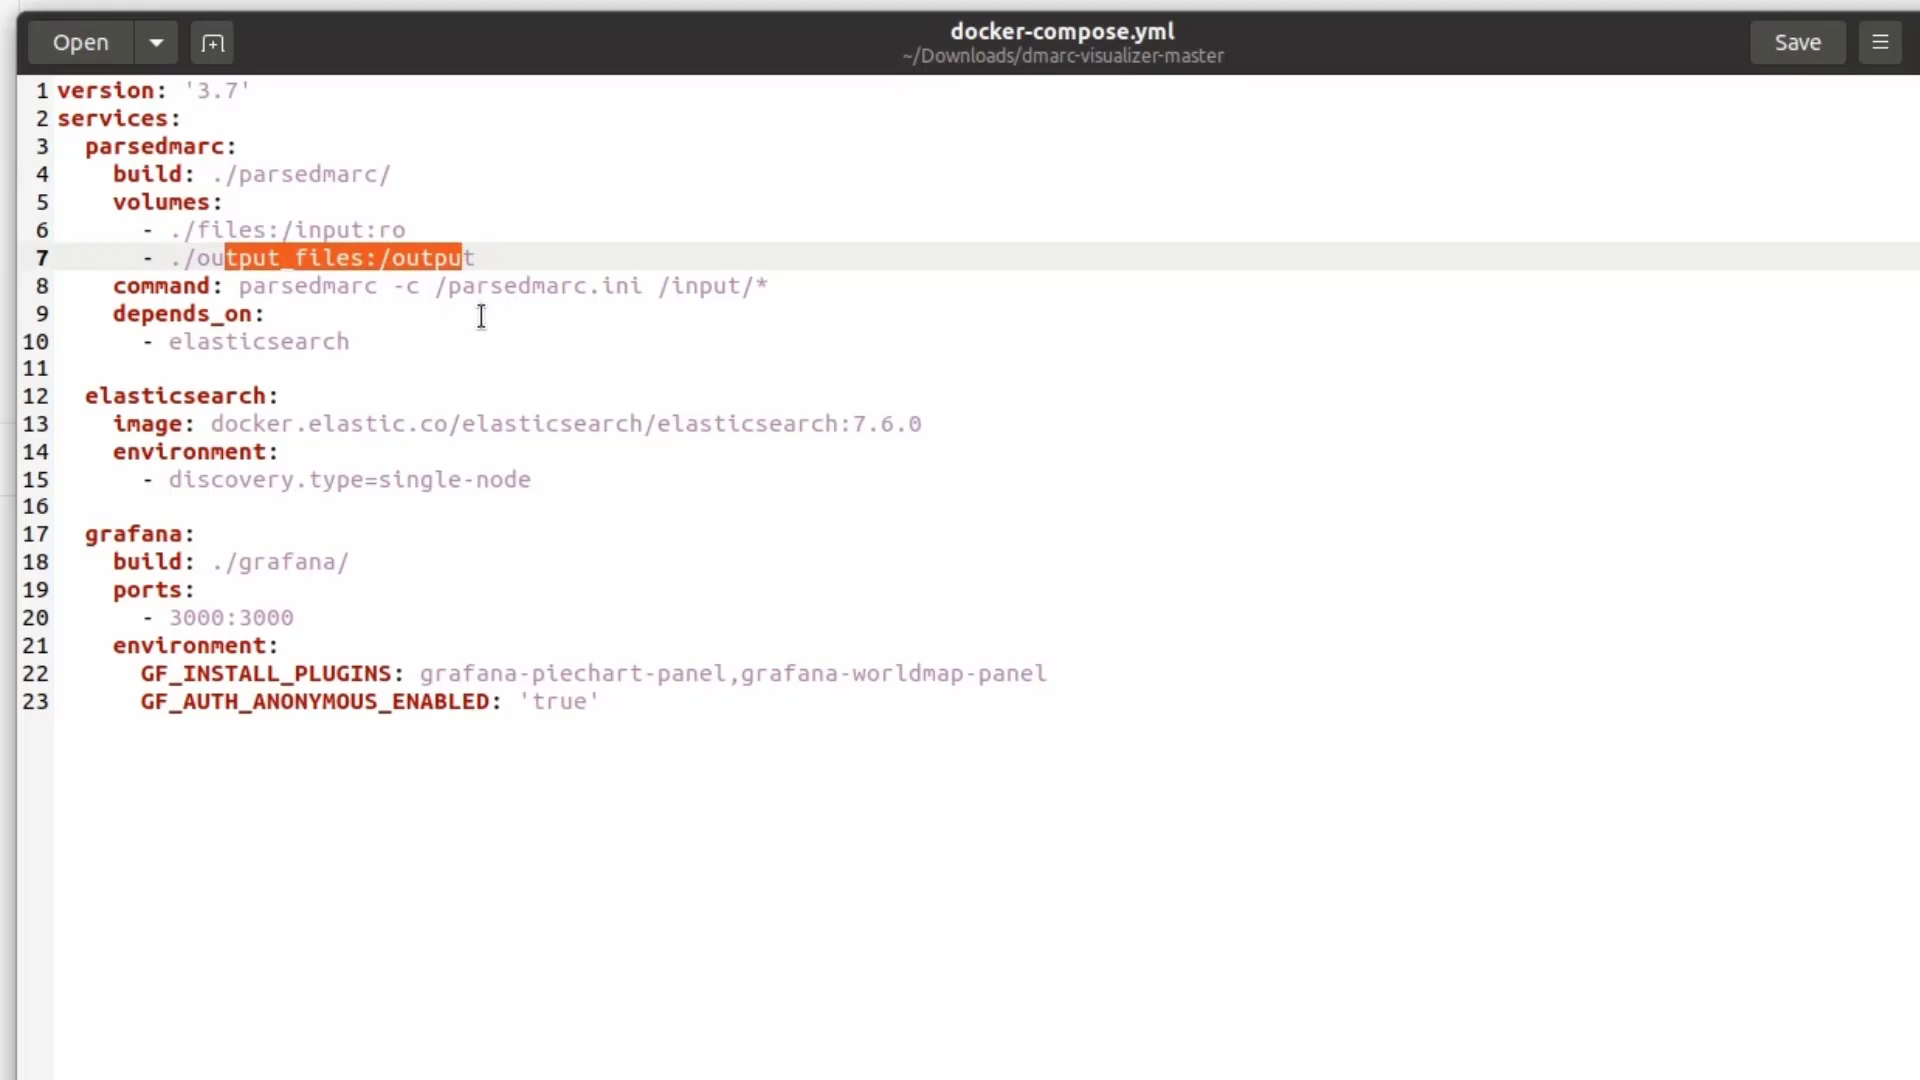 Open
docker-compose.yml
~/Downloads/dmarc-visualizer-master
Save
1 version: '3.7'
2 services:
3   parsedmarc:
4     build: ./parsedmarc/
5     volumes:
6       - ./files:/input:ro
7       - ./output_files:/output
8     command: parsedmarc -c /parsedmarc.ini /input/*
9     depends_on:
10       - elasticsearch
11
12   elasticsearch:
13     image: docker.elastic.co/elasticsearch/elasticsearch:7.6.0
14     environment:
15       - discovery.type=single-node
16
17   grafana:
18     build: ./grafana/
19     ports:
20       - 3000:3000
21     environment:
22       GF_INSTALL_PLUGINS: grafana-piechart-panel,grafana-worldmap-panel
23       GF_AUTH_ANONYMOUS_ENABLED: 'true'